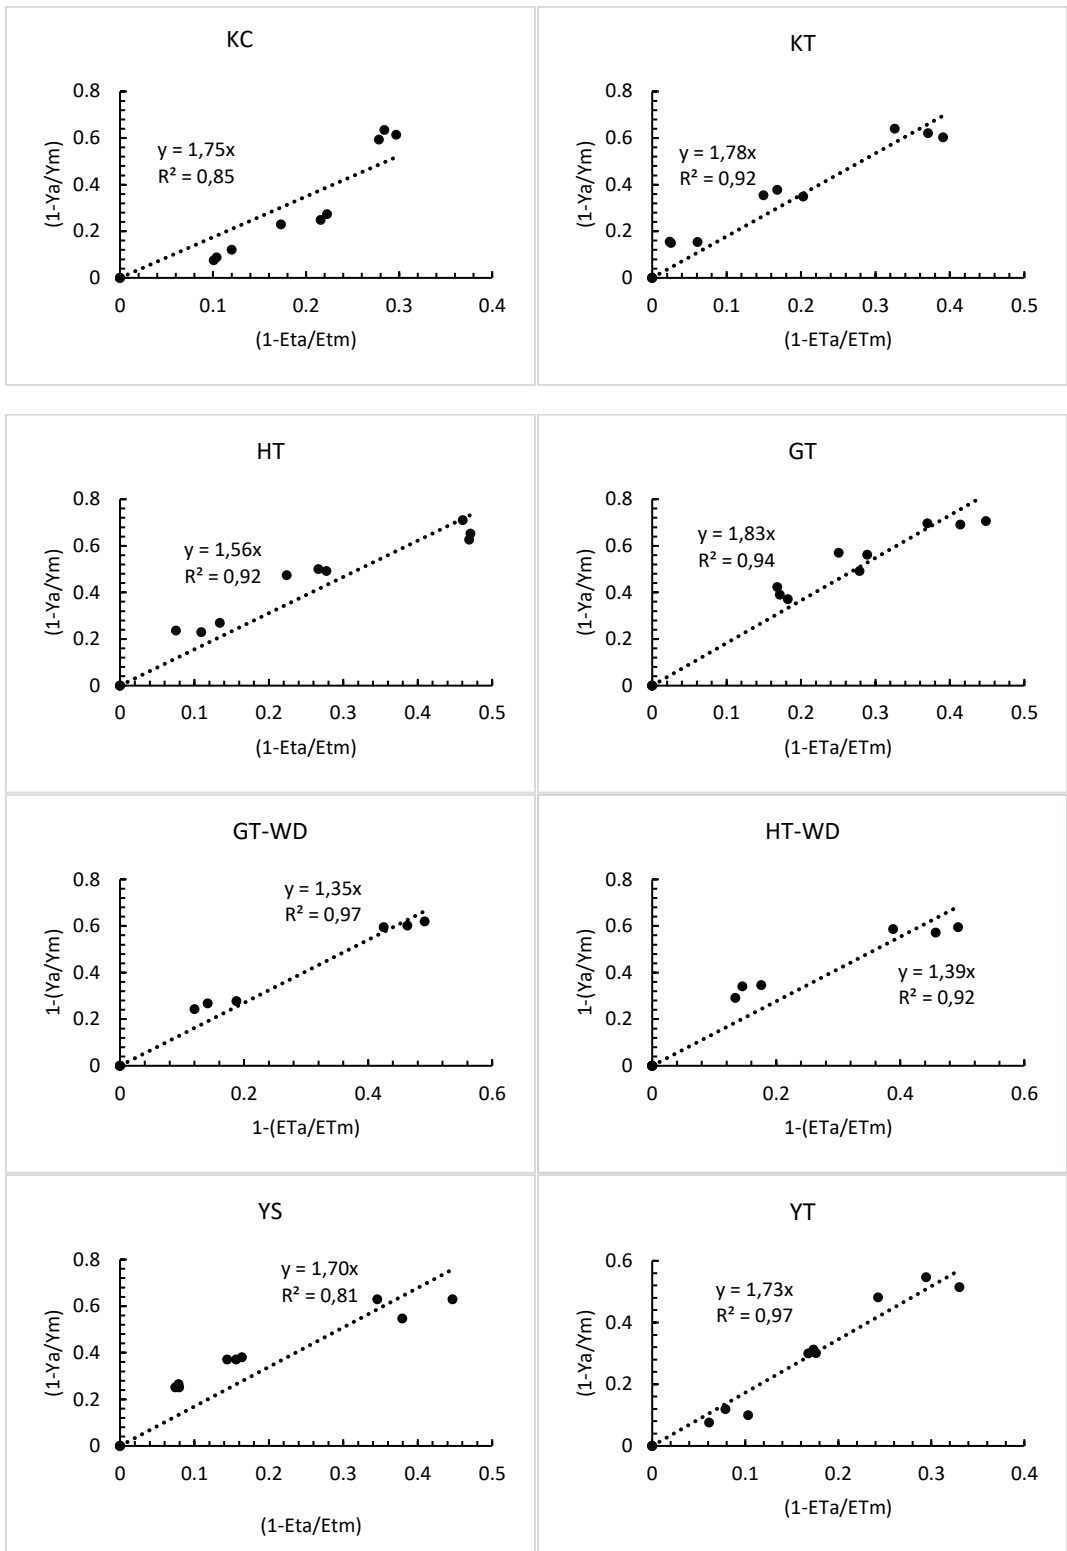 KC
(1-Ya/Ym)
0.8
0.6
0.4
0.2
0
y = 1,75x
R² = 0,85
0 0.1 0.2 0.3 0.4
(1-Eta/Etm)
KT
(1-Ya/Ym)
0.8
0.6
0.4
0.2
0
y = 1,78x
R² = 0,92
0 0.1 0.2 0.3 0.4 0.5
(1-ETa/ETm)
HT
(1-Ya/Ym)
0.8
0.6
0.4
0.2
0
y = 1,56x
R² = 0,92
0 0.1 0.2 0.3 0.4 0.5
(1-Eta/Etm)
GT
(1-Ya/Ym)
0.8
0.6
0.4
0.2
0
y = 1,83x
R² = 0,94
0 0.1 0.2 0.3 0.4 0.5
(1-ETa/ETm)
GT-WD
1-(Ya/Ym)
0.8
0.6
0.4
0.2
0
y = 1,35x
R² = 0,97
0 0.2 0.4 0.6
1-(ETa/ETm)
HT-WD
1-(Ya/Ym)
0.8
0.6
0.4
0.2
0
y = 1,39x
R² = 0,92
0 0.2 0.4 0.6
1-(ETa/ETm)
YS
(1-Ya/Ym)
0.8
0.6
0.4
0.2
0
y = 1,70x
R² = 0,81
0 0.1 0.2 0.3 0.4 0.5
(1-Eta/Etm)
YT
(1-Ya/Ym)
0.6
0.4
0.2
0
y = 1,73x
R² = 0,97
0 0.1 0.2 0.3 0.4
(1-ETa/ETm)